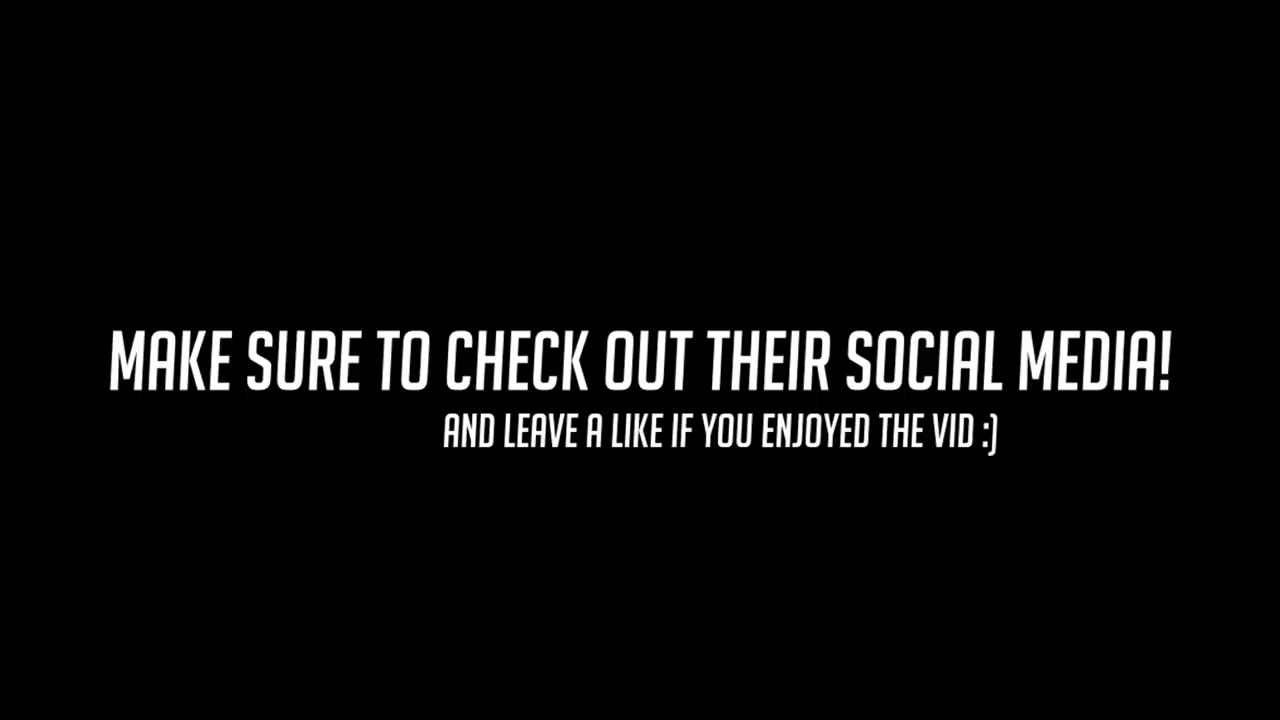 MAKE SURE TO CHECK OUT THEIR SOCIAL MEDIA!
AND LEAVE A LIKE IF YOU ENJOYED THE VID :)